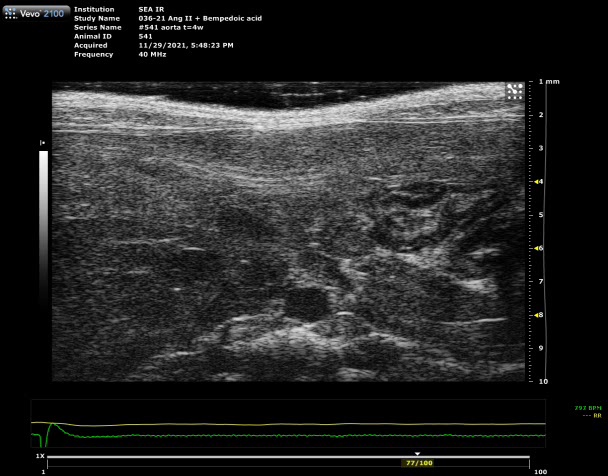 Vevo 2100
Institution SEA IR
Study Name 036-21 Ang II + Bempedoic acid
Series Name #541 aorta t=4w
Animal ID 541
Acquired 11/29/2021, 5:48:23 PM
Frequency 40 MHz
1 mm
2
3
4
5
6
7
8
9
10
BPM
--- RR
1X
77/100
1
100